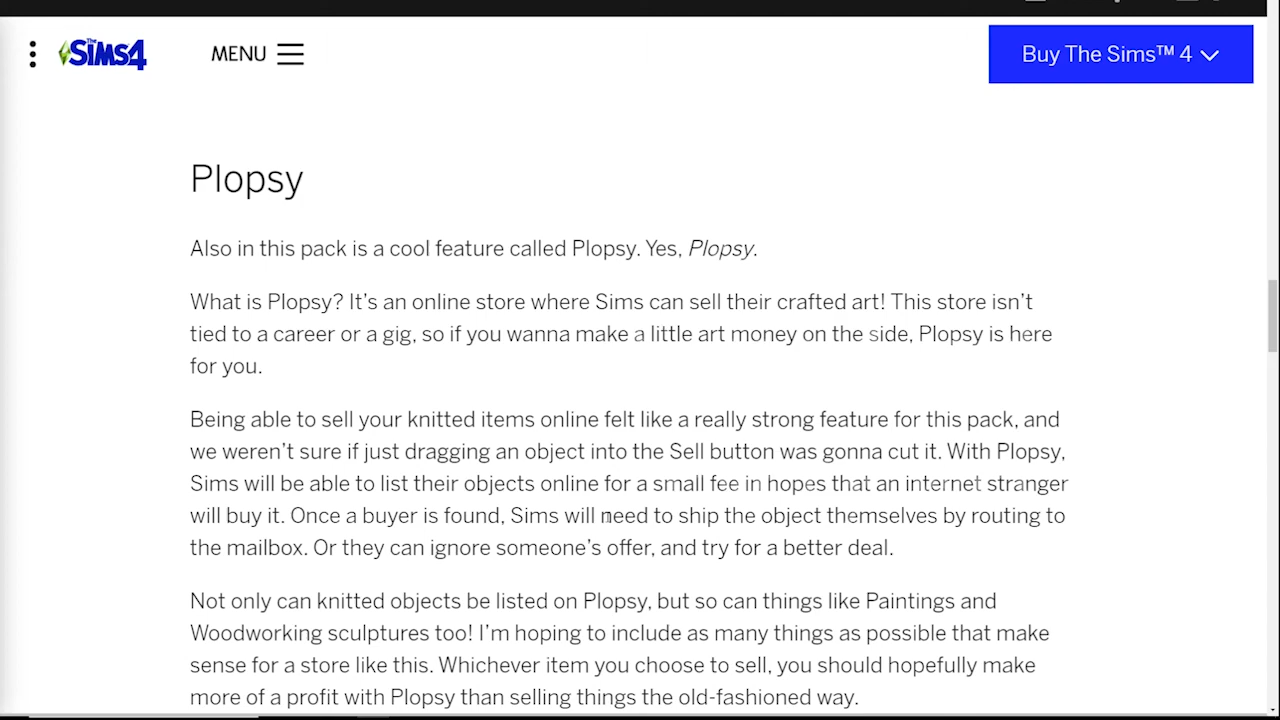 The Sims4
MENU
Buy The Sims™ 4
Plopsy
Also in this pack is a cool feature called Plopsy. Yes, Plopsy.
What is Plopsy? It's an online store where Sims can sell their crafted art! This store isn't
tied to a career or a gig, so if you wanna make a little art money on the side, Plopsy is here
for you.
Being able to sell your knitted items online felt like a really strong feature for this pack, and
we weren't sure if just dragging an object into the Sell button was gonna cut it. With Plopsy,
Sims will be able to list their objects online for a small fee in hopes that an internet stranger
will buy it. Once a buyer is found, Sims will need to ship the object themselves by routing to
the mailbox. Or they can ignore someone's offer, and try for a better deal.
Not only can knitted objects be listed on Plopsy, but so can things like Paintings and
Woodworking sculptures too! I'm hoping to include as many things as possible that make
sense for a store like this. Whichever item you choose to sell, you should hopefully make
more of a profit with Plopsy than selling things the old-fashioned way.